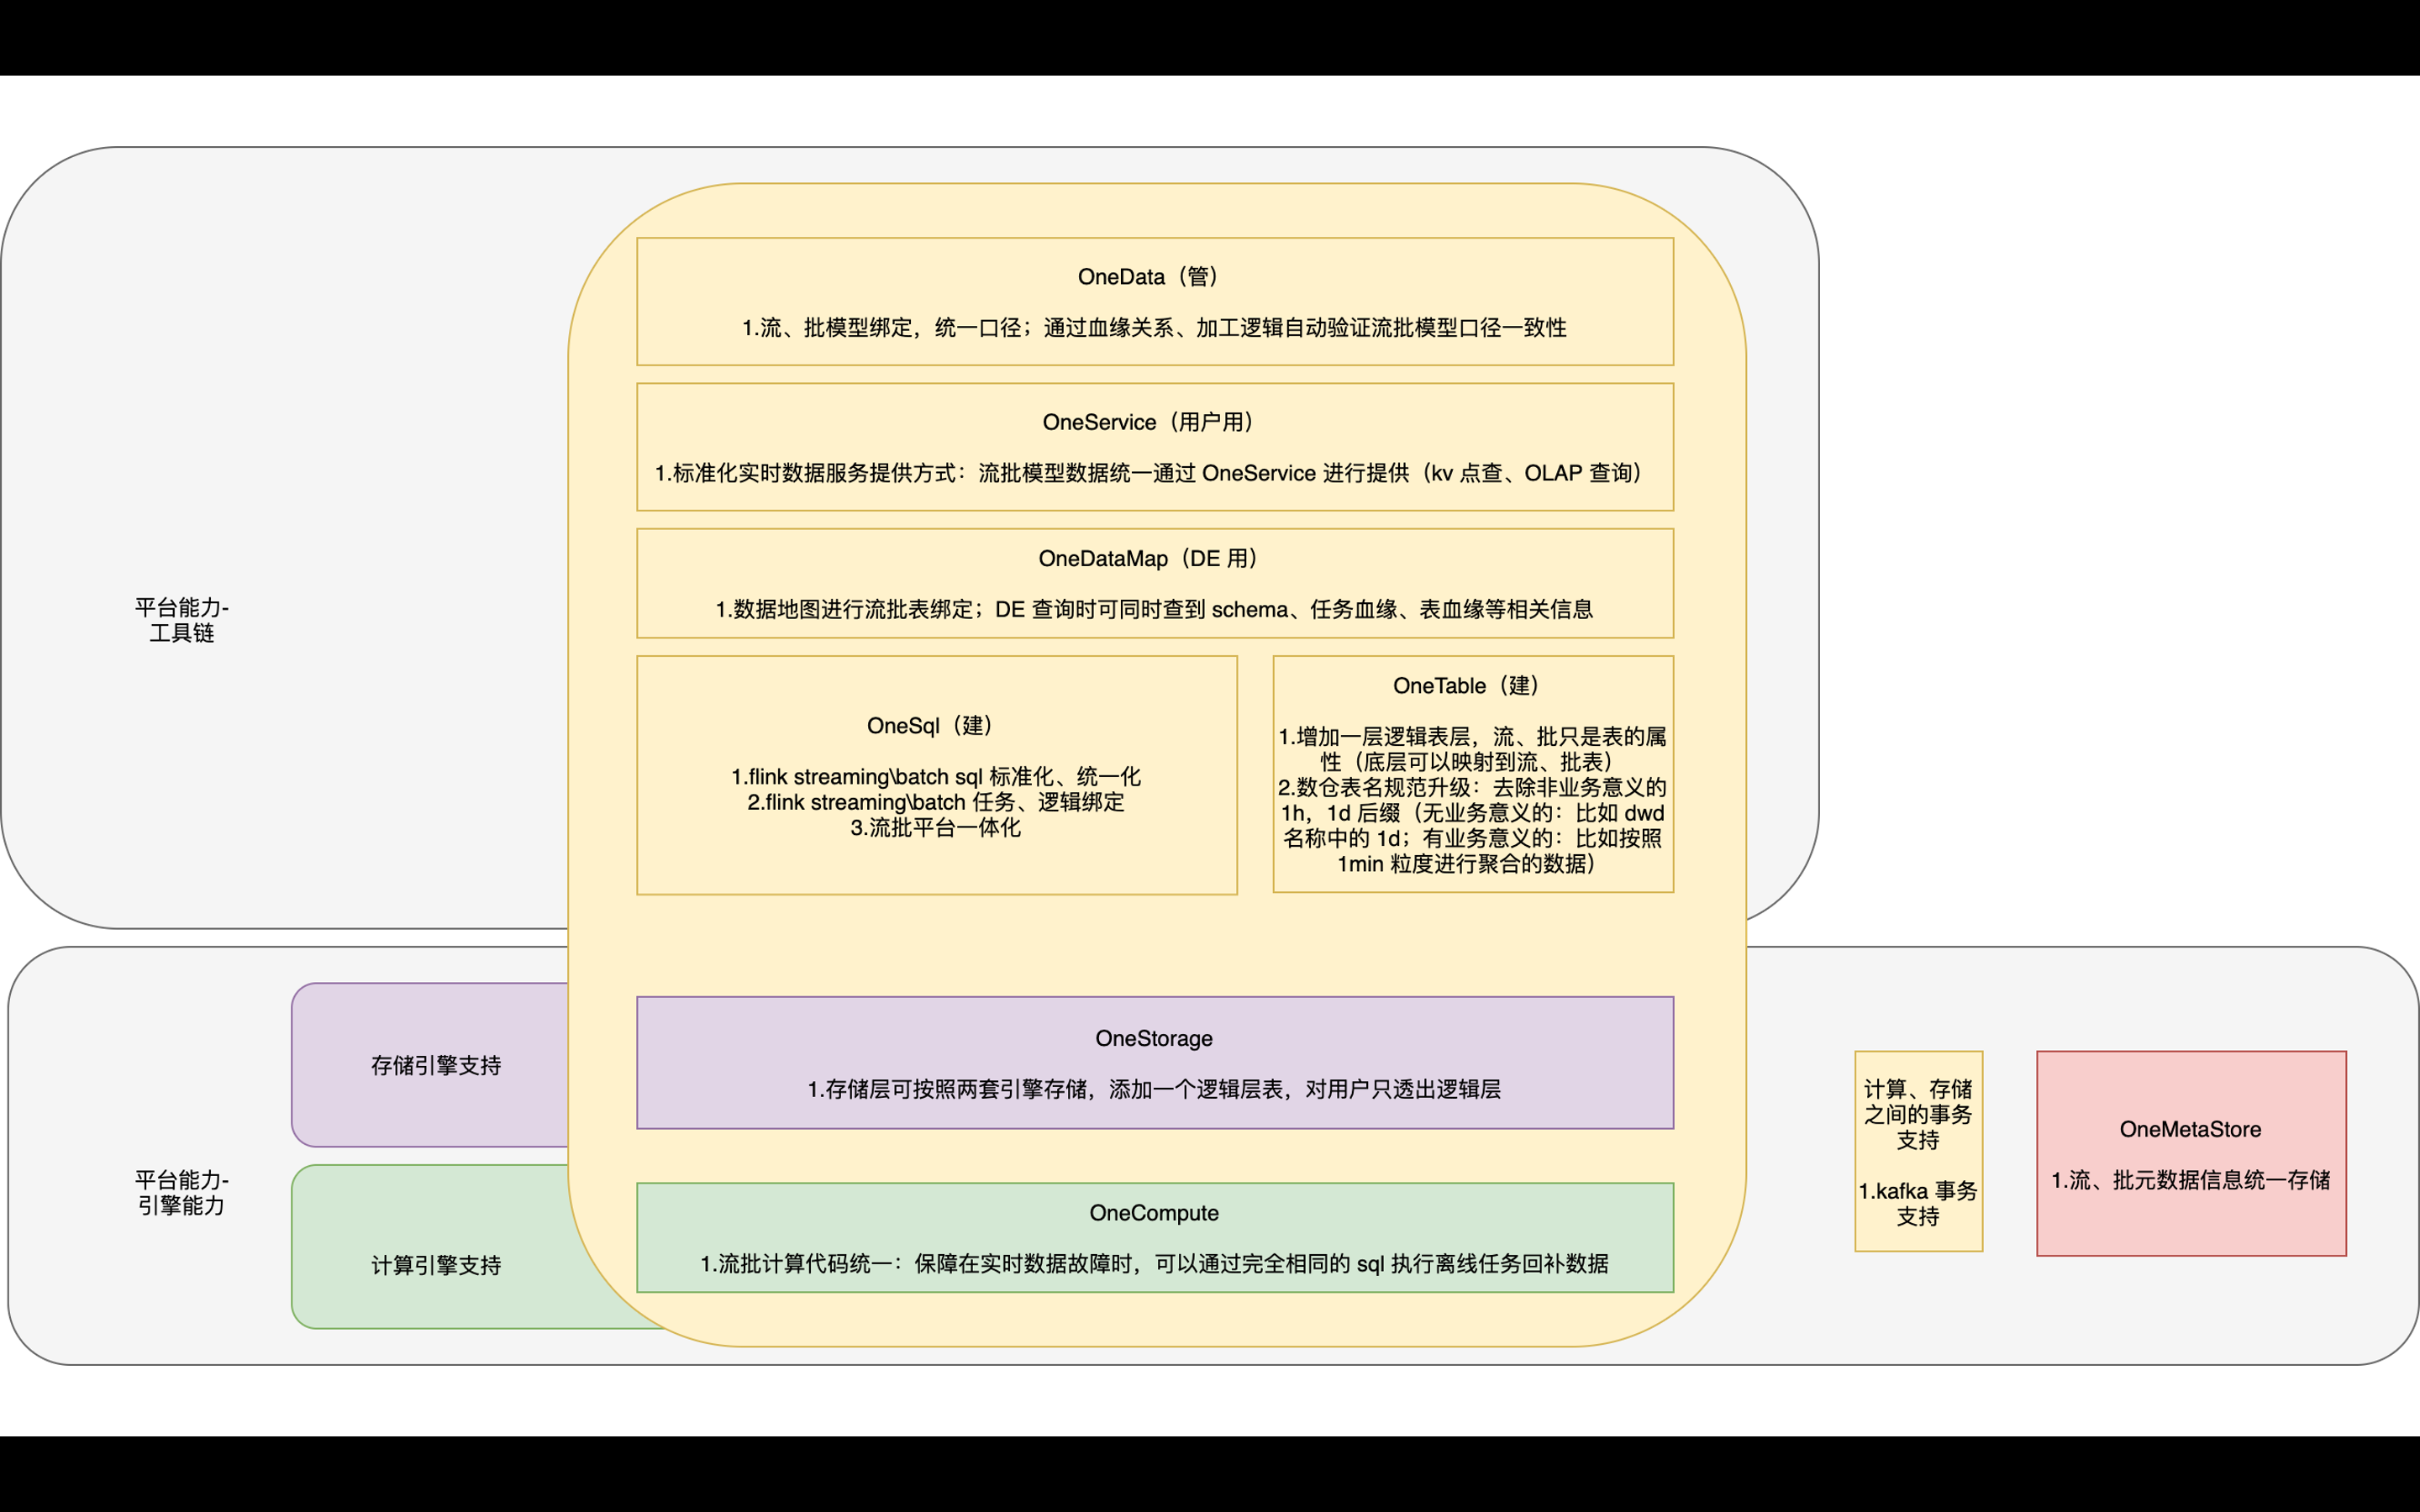 OneData（管）
1.流、批模型绑定，统一口径；通过血缘关系、加工逻辑自动验证流批模型口径一致性
OneService（用户用）
1.标准化实时数据服务提供方式：流批模型数据统一通过 OneService 进行提供（kv 点查、OLAP 查询）
OneDataMap（DE 用）
1.数据地图进行流批表绑定；DE 查询时可同时查到 schema、任务血缘、表血缘等相关信息
平台能力-
工具链
OneSql（建）
1.flink streaming\batch sql 标准化、统一化
2.flink streaming\batch 任务、逻辑绑定
3.流批平台一体化
OneTable（建）
1.增加一层逻辑表层，流、批只是表的属
性（底层可以映射到流、批表）
2.数仓表名规范升级：去除非业务意义的
1h，1d 后缀（无业务意义的：比如 dwd
名称中的 1d；有业务意义的：比如按照
1min 粒度进行聚合的数据）
平台能力-
引擎能力
存储引擎支持
OneStorage
1.存储层可按照两套引擎存储，添加一个逻辑层表，对用户只透出逻辑层
计算引擎支持
OneCompute
1.流批计算代码统一：保障在实时数据故障时，可以通过完全相同的 sql 执行离线任务回补数据
计算、存储
之间的事务
支持
1.kafka 事务
支持
OneMetaStore
1.流、批元数据信息统一存储